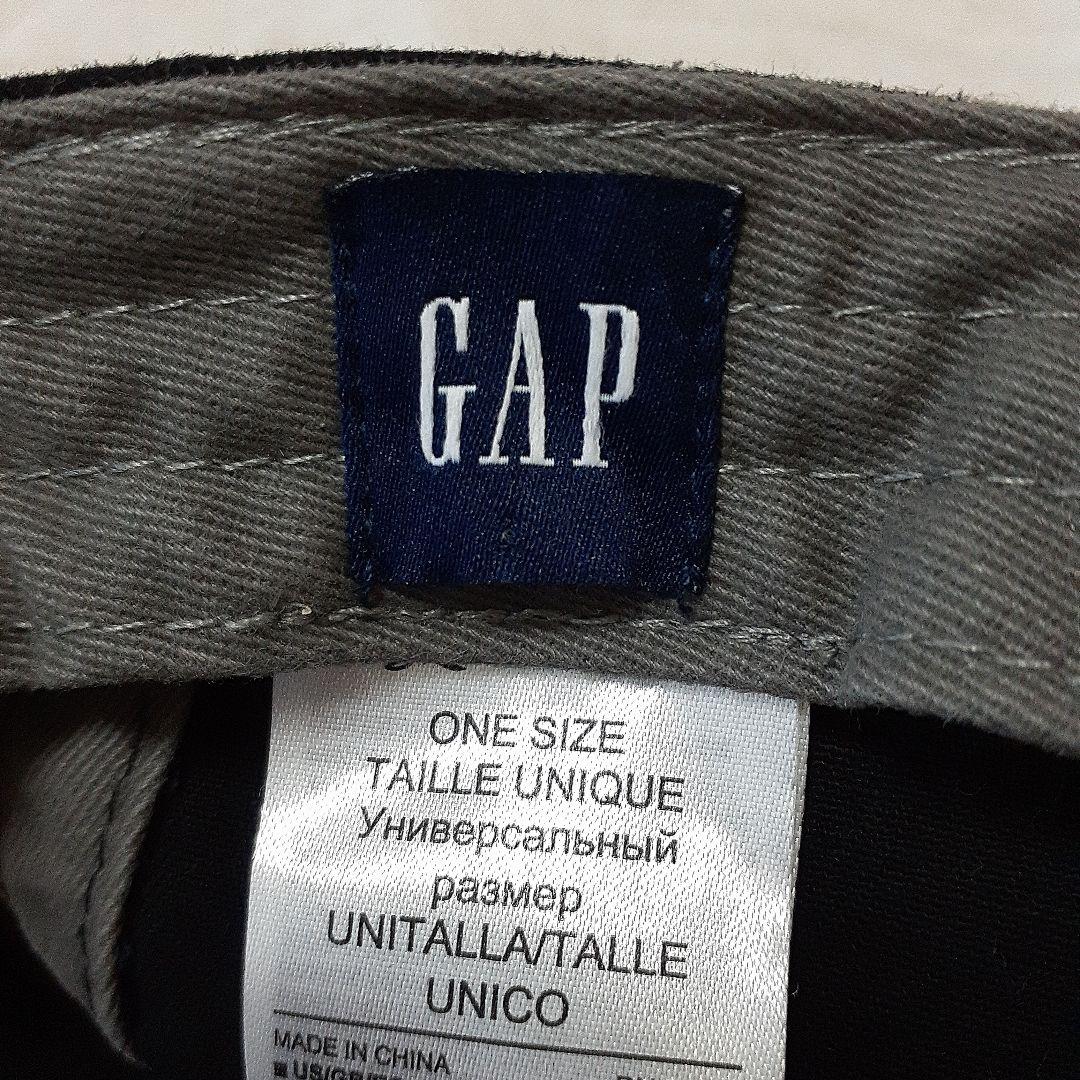 GAP
ONE SIZE
TAILLE UNIQUE
Универсальный
размер
UNITALLA/TALLE
UNICO
MADE IN CHINA